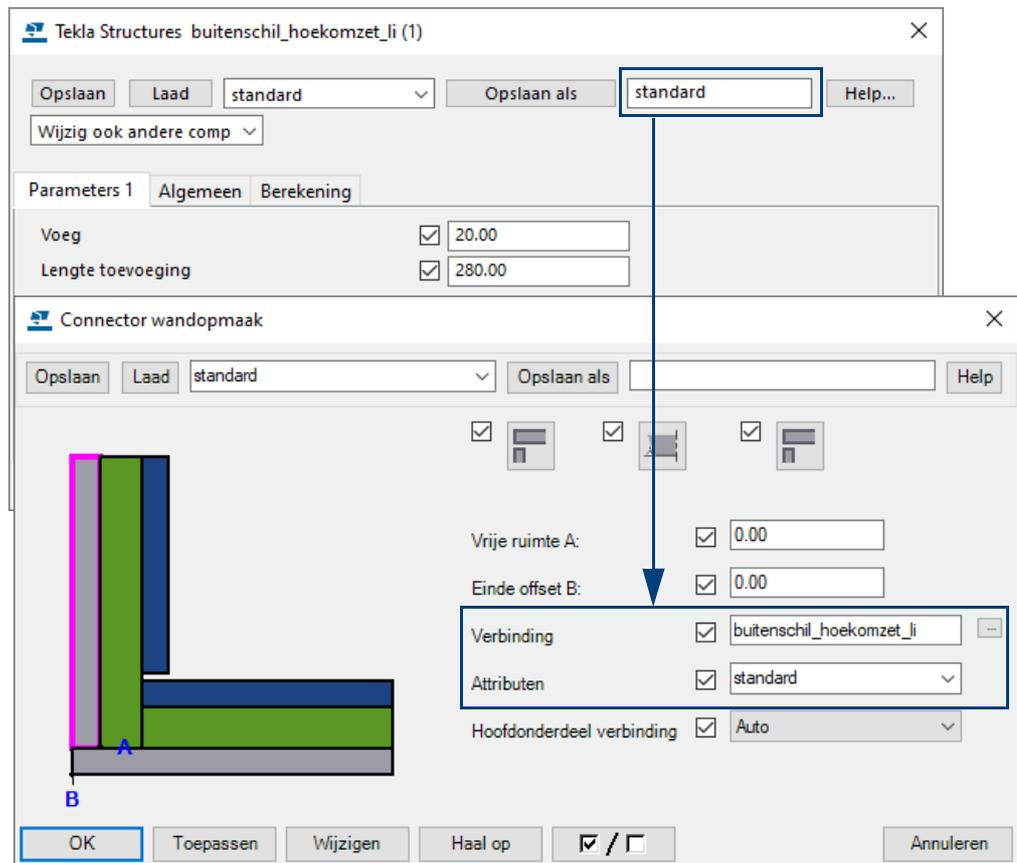 Tekla Structures buitenschil_hoekomzet_li (1)
Opslaan Laad standard Opslaan als standard Help...
Wijzig ook andere comp
Parameters 1 Algemeen Berekening
Voeg 20.00
Lengte toevoeging 280.00
Connector wandopmaak
Opslaan Laad standard Opslaan als Help
Vrije ruimte A: 0.00
Einde offset B: 0.00
Verbinding buitenschil_hoekomzet_li ...
Attributen standard
Hoofdonderdeel verbinding Auto
A
B
OK Toepassen Wijzigen Haal op / Annuleren